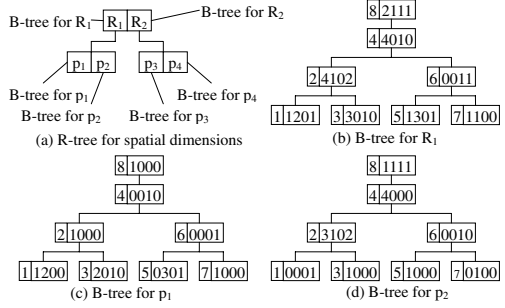 B-tree for R1 R1 R2 B-tree for R2
p1 p2 p3 p4
B-tree for p1 B-tree for p4
B-tree for p2 B-tree for p3
(a) R-tree for spatial dimensions
8 2111
4 4010
2 4102 6 0011
1 1201 3 3010 5 1301 7 1100
(b) B-tree for R1
8 1000
4 0010
2 1000 6 0001
1 1200 3 2010 5 0301 7 1000
(c) B-tree for p1
8 1111
4 4000
2 3102 6 0010
1 0001 3 1000 5 1000 7 0100
(d) B-tree for p2